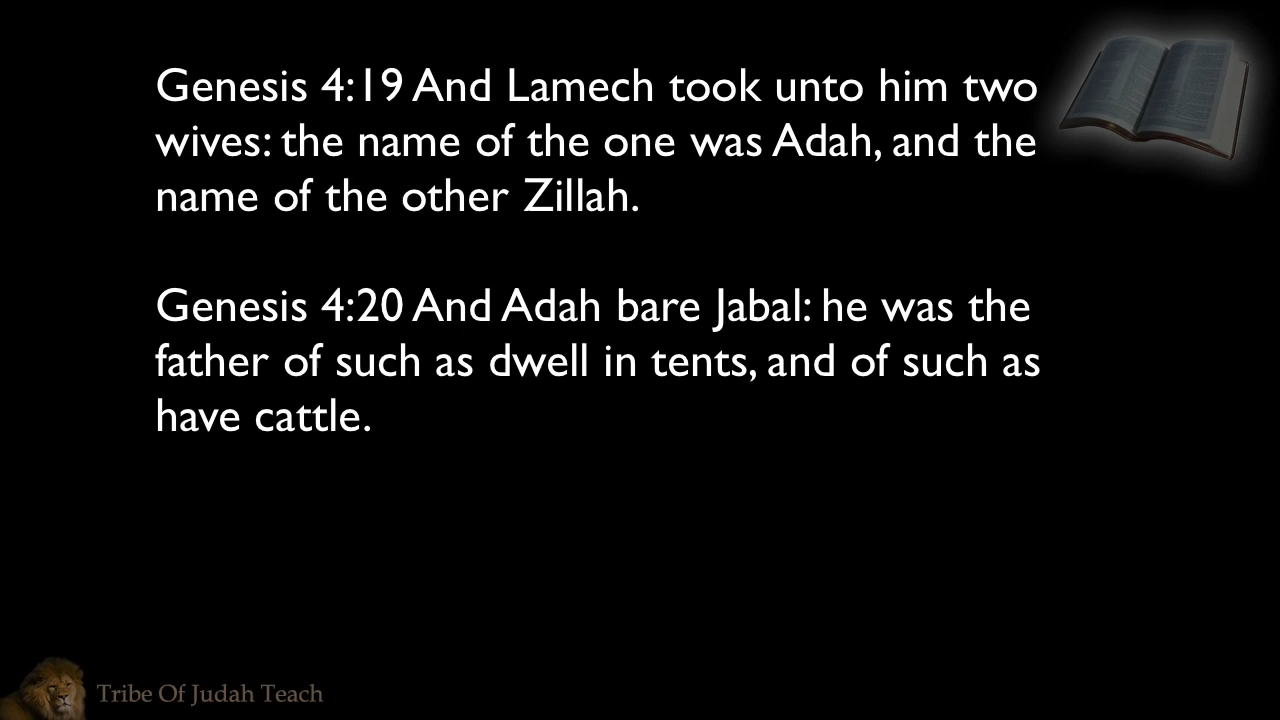 Genesis 4:19 And Lamech took unto him two
wives: the name of the one was Adah, and the
name of the other Zillah.
Genesis 4:20 And Adah bare Jabal: he was the
father of such as dwell in tents, and of such as
have cattle.
Tribe Of Judah Teach